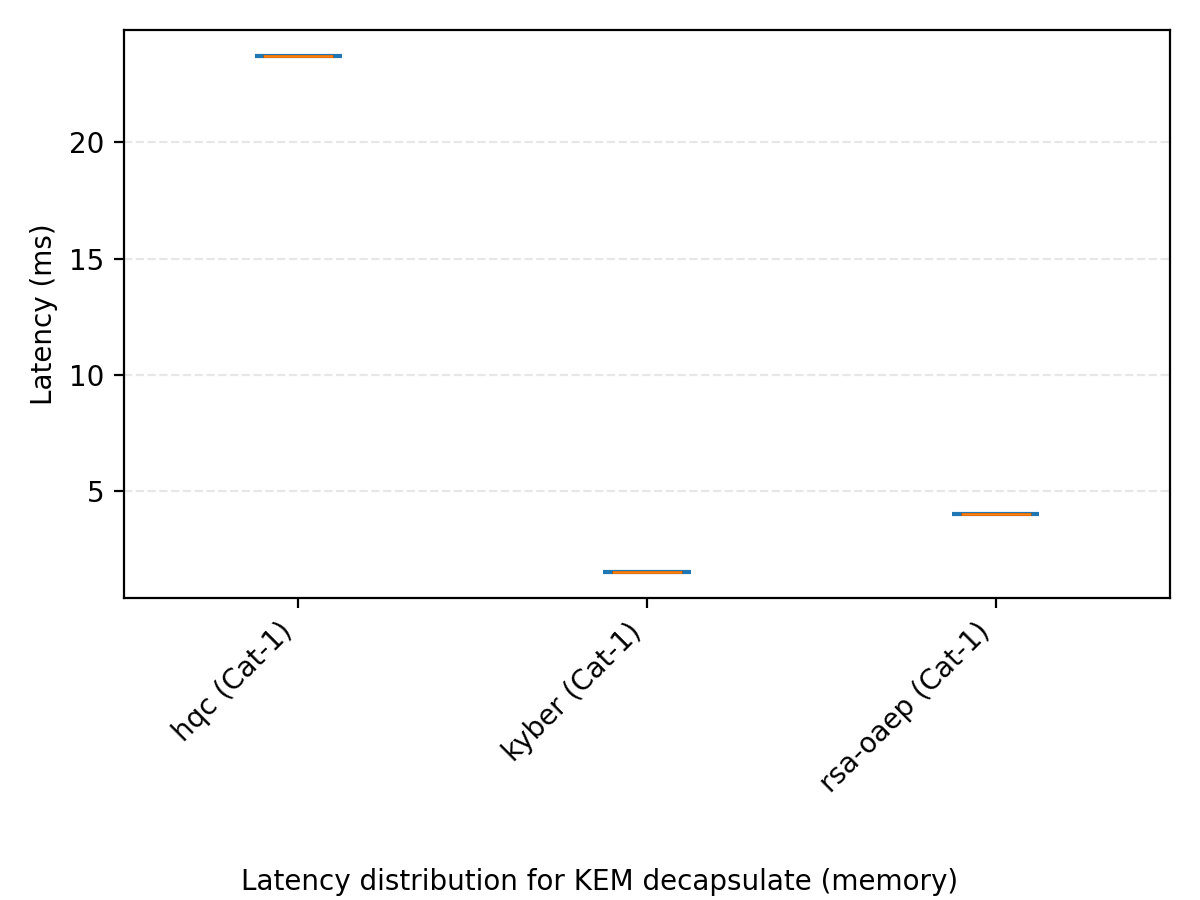 Latency (ms)
20
15
10
5
hqc (Cat-1)
kyber (Cat-1)
rsa-oaep (Cat-1)
Latency distribution for KEM decapsulate (memory)